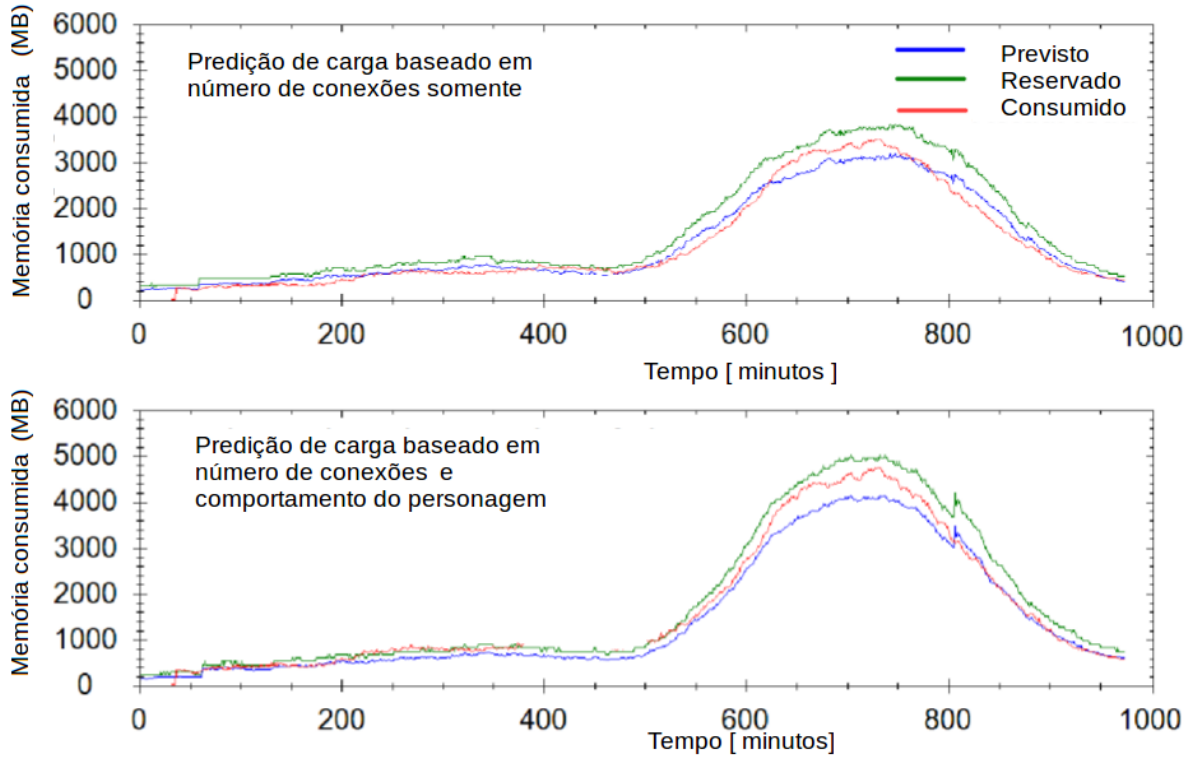 6000
5000
4000
3000
2000
1000
0
Memória consumida (MB)
Predição de carga baseado em
número de conexões somente
Previsto
Reservado
Consumido
0 200 400 600 800 1000
Tempo [ minutos ]
6000
5000
4000
3000
2000
1000
0
Memória consumida (MB)
Predição de carga baseado em
número de conexões e
comportamento do personagem
0 200 400 600 800 1000
Tempo [ minutos]